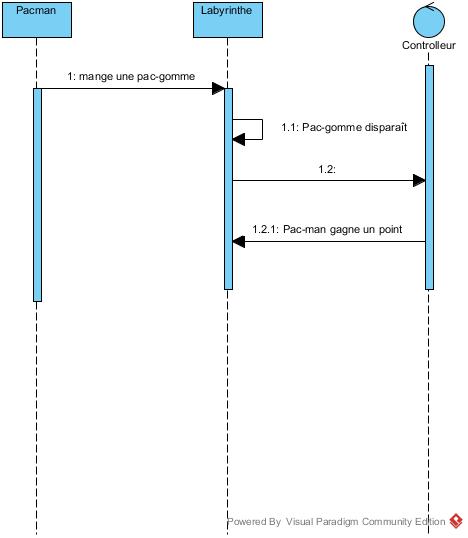 Pacman
Labyrinthe
Controlleur
1: mange une pac-gomme
1.1: Pac-gomme disparaît
1.2:
1.2.1: Pac-man gagne un point
Powered By Visual Paradigm Community Edition